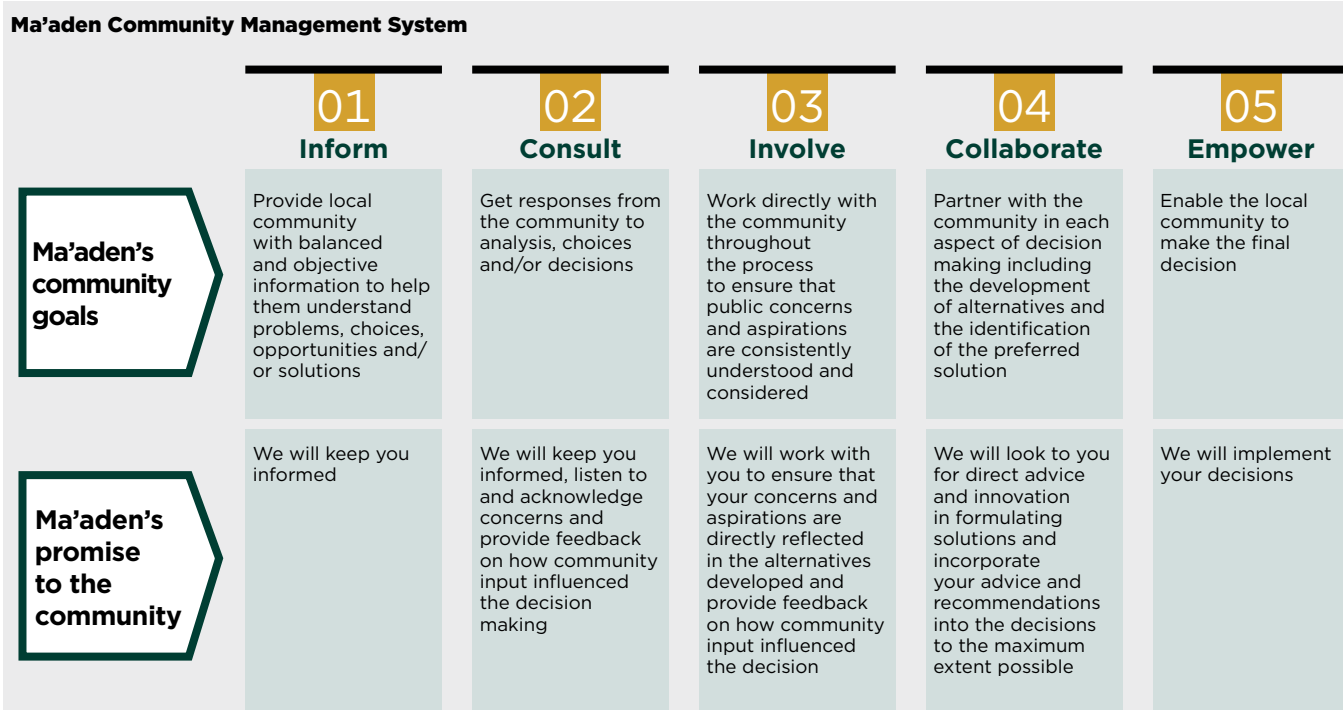 Ma’aden Community Management System
01
Inform
02
Consult
03
Involve
04
Collaborate
05
Empower
Ma’aden’s
community
goals
Provide local
community
with balanced
and objective
information to help
them understand
problems, choices,
opportunities and/
or solutions
Get responses from
the community to
analysis, choices
and/or decisions
Work directly with
the community
throughout
the process
to ensure that
public concerns
and aspirations
are consistently
understood and
considered
Partner with the
community in each
aspect of decision
making including
the development
of alternatives and
the identification
of the preferred
solution
Enable the local
community to
make the final
decision
Ma’aden’s
promise
to the
community
We will keep you
informed
We will keep you
informed, listen to
and acknowledge
concerns and
provide feedback
on how community
input influenced
the decision
making
We will work with
you to ensure that
your concerns and
aspirations are
directly reflected
in the alternatives
developed and
provide feedback
on how community
input influenced
the decision
We will look to you
for direct advice
and innovation
in formulating
solutions and
incorporate
your advice and
recommendations
into the decisions
to the maximum
extent possible
We will implement
your decisions